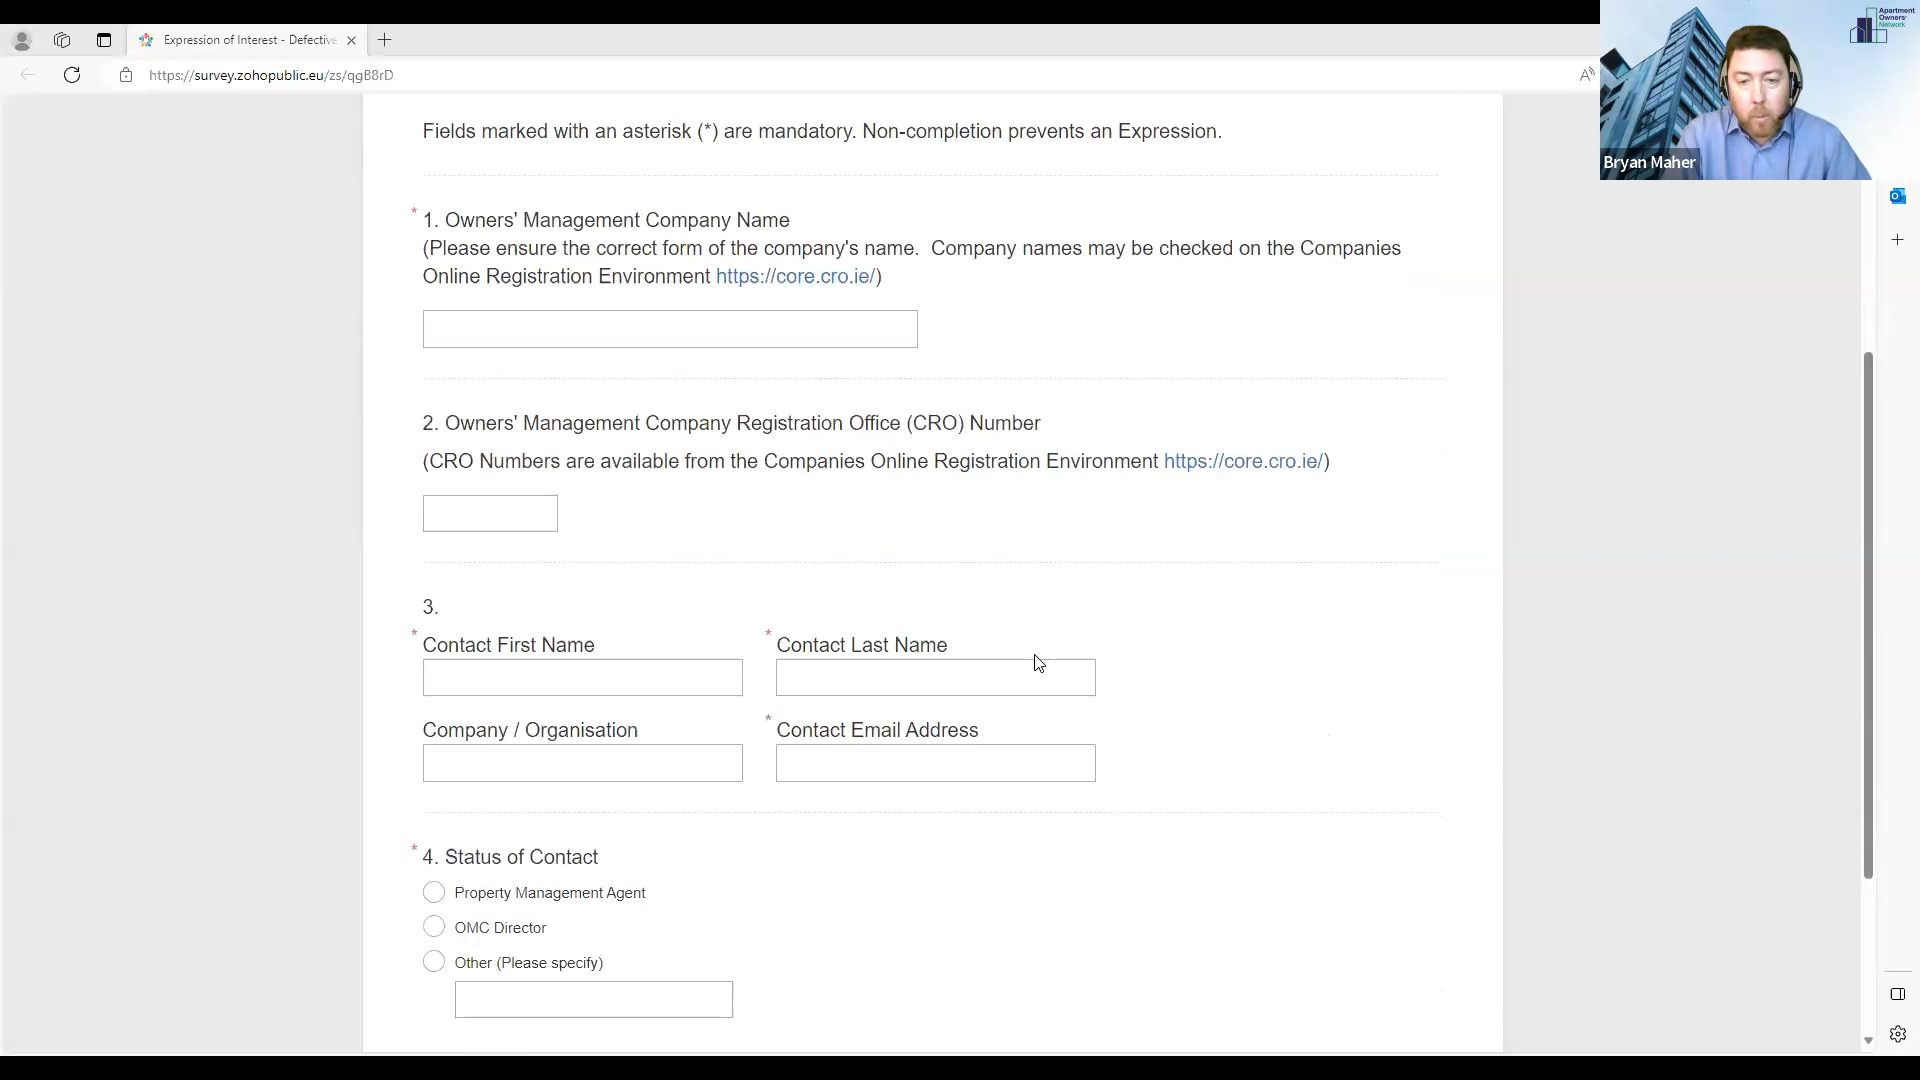 Expression of Interest - Defective
https://survey.zohopublic.eu/zs/qgB8rD
Apartment
Owners'
Network
Bryan Maher
Fields marked with an asterisk (*) are mandatory. Non-completion prevents an Expression.
* 1. Owners' Management Company Name
(Please ensure the correct form of the company's name.  Company names may be checked on the Companies
Online Registration Environment https://core.cro.ie/)
2. Owners' Management Company Registration Office (CRO) Number
(CRO Numbers are available from the Companies Online Registration Environment https://core.cro.ie/)
3.
* Contact First Name * Contact Last Name
Company / Organisation * Contact Email Address
* 4. Status of Contact
Property Management Agent
OMC Director
Other (Please specify)